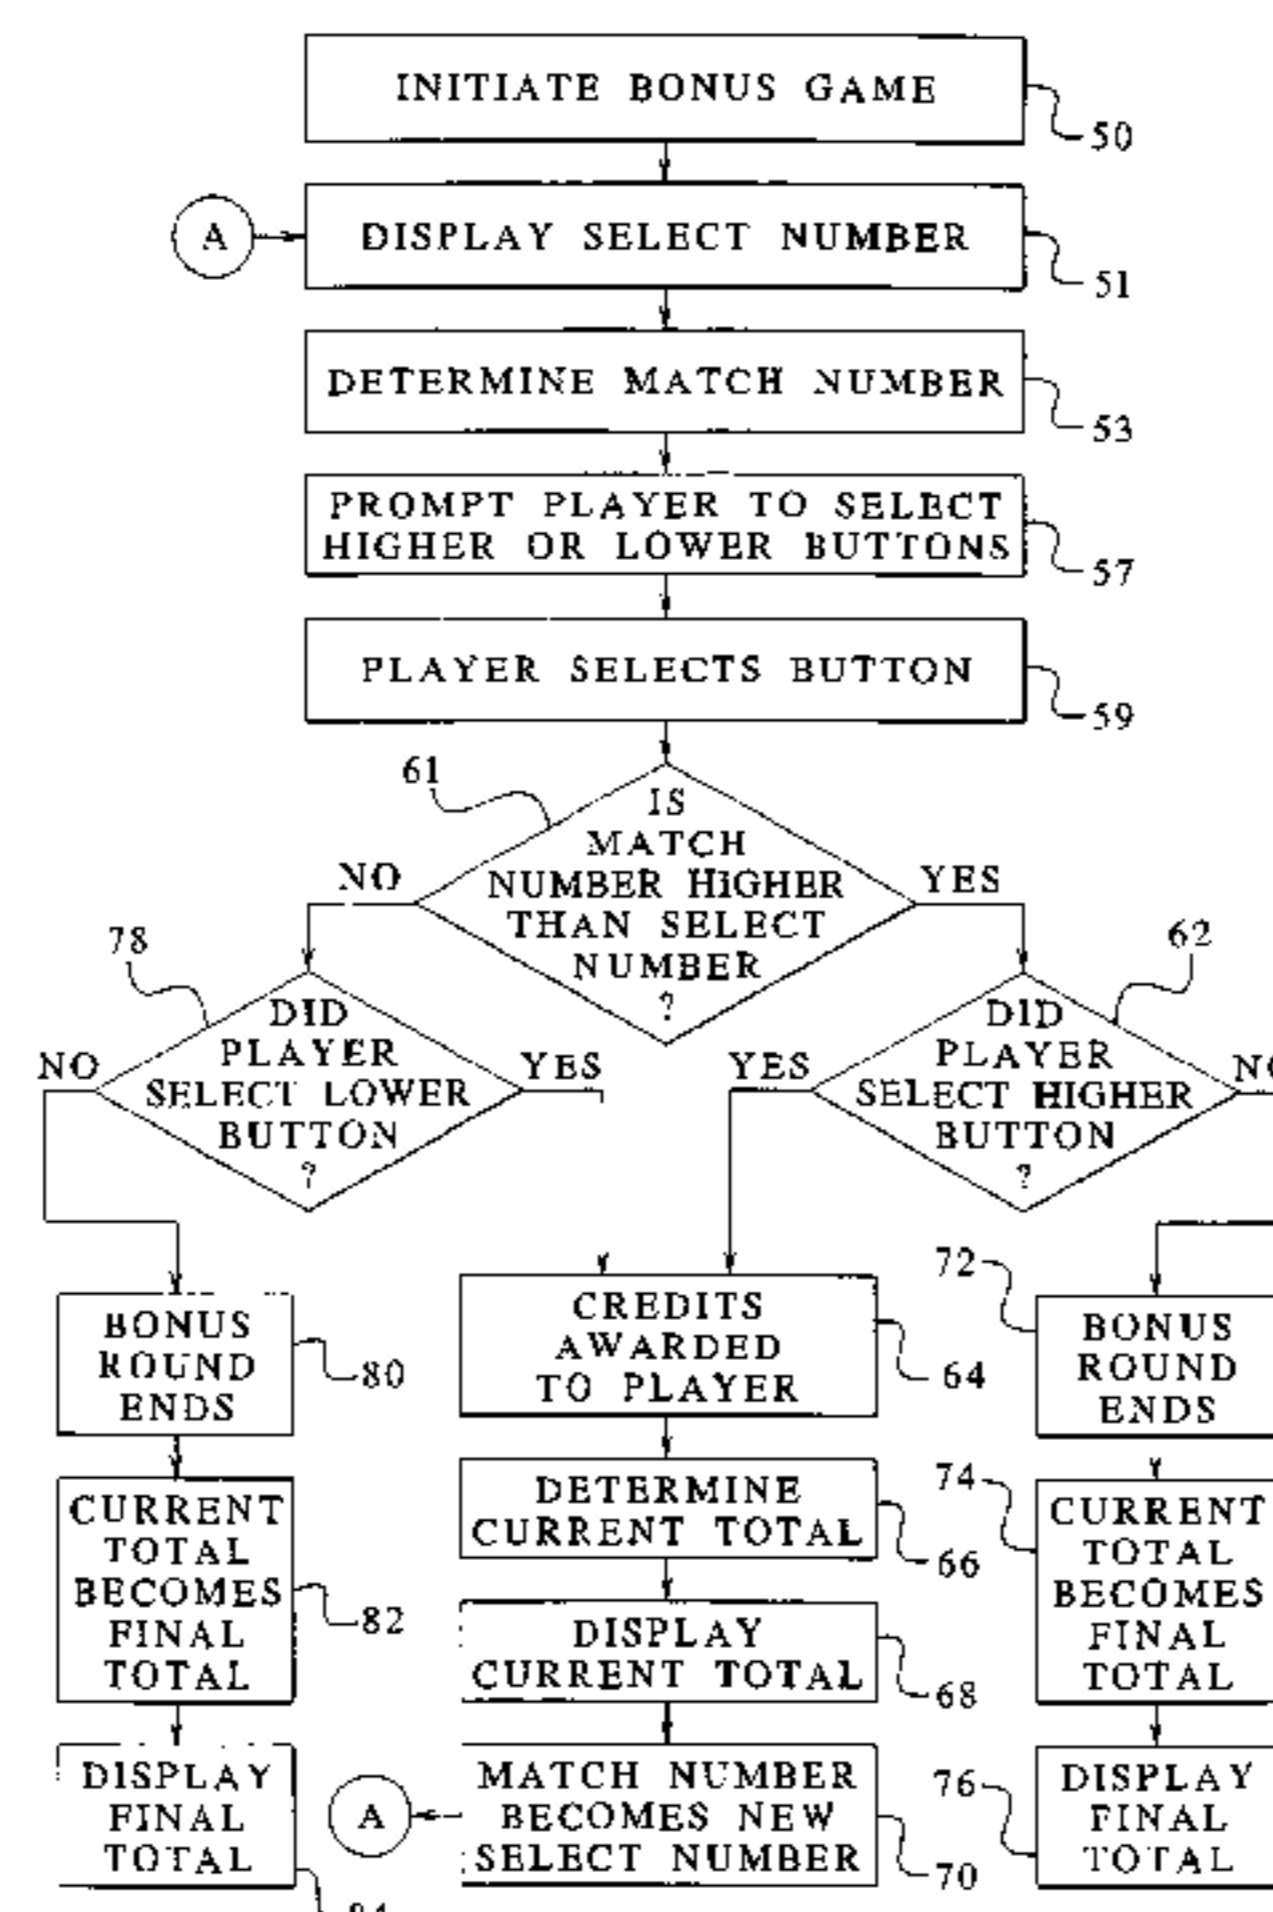 INITIATE BONUS GAME
50
A
DISPLAY SELECT NUMBER
51
DETERMINE MATCH NUMBER
53
PROMPT PLAYER TO SELECT
HIGHER OR LOWER BUTTONS
57
PLAYER SELECTS BUTTON
59
61
IS
MATCH
NUMBER HIGHER
THAN SELECT
NUMBER
?
NO
YES
78
DID
PLAYER
SELECT LOWER
BUTTON
?
NO
YES
62
DID
PLAYER
SELECT HIGHER
BUTTON
?
YES
NO
BONUS
ROUND
ENDS
80
CREDITS
AWARDED
TO PLAYER
64
72
BONUS
ROUND
ENDS
CURRENT
TOTAL
BECOMES
FINAL
TOTAL
82
DETERMINE
CURRENT TOTAL
66
DISPLAY
CURRENT TOTAL
68
74
CURRENT
TOTAL
BECOMES
FINAL
TOTAL
DISPLAY
FINAL
TOTAL
A
MATCH NUMBER
BECOMES NEW
SELECT NUMBER
70
76
DISPLAY
FINAL
TOTAL